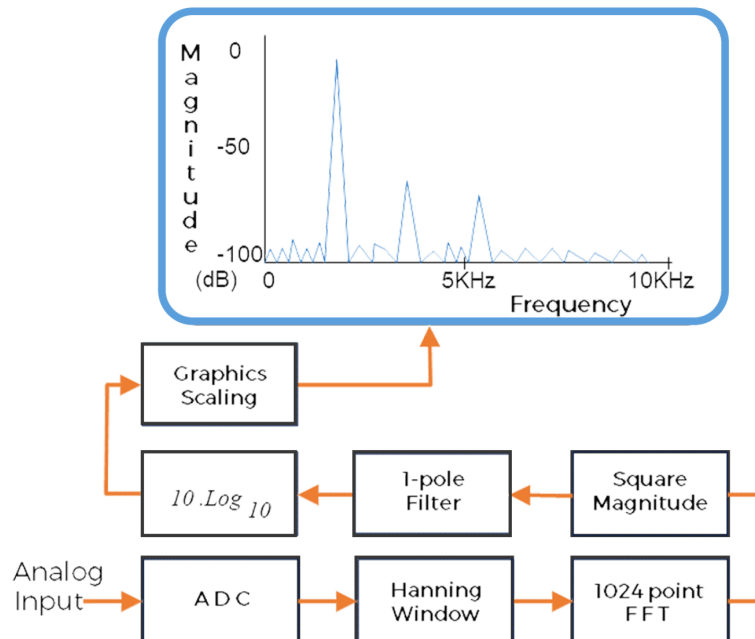 Magnitude
(dB)
0
-50
-100
0
5KHz
10KHz
Frequency
Graphics
Scaling
10.Log 10
1-pole
Filter
Square
Magnitude
Analog
Input
ADC
Hanning
Window
1024 point
FFT